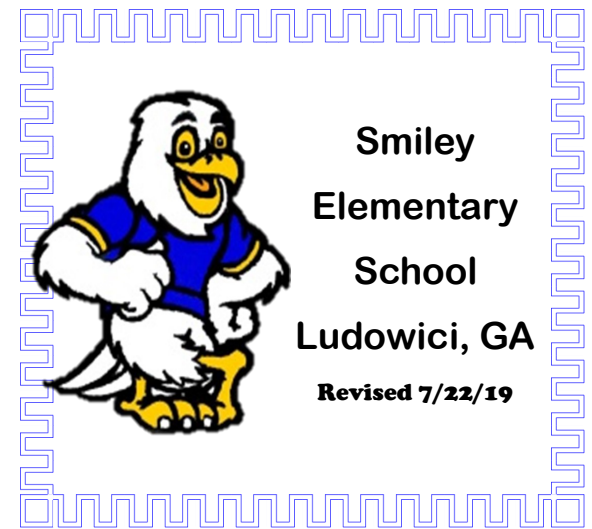 Smiley
Elementary
School
Ludowici, GA
Revised 7/22/19